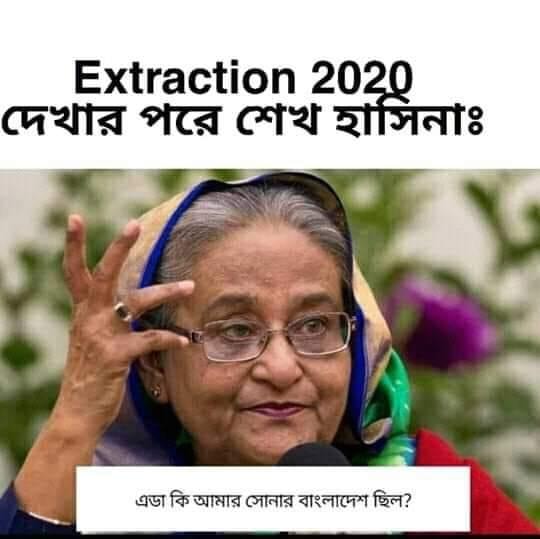 Extraction 2020
দেখার পরে শেখ হাসিনাঃ
এডা কি আমার সোনার বাংলাদেশ ছিল?